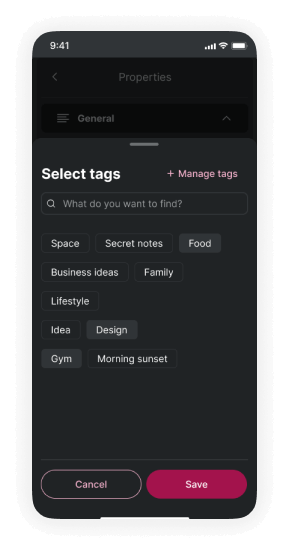 9:41
Properties
General
Select tags + Manage tags
What do you want to find?
Space Secret notes Food
Business ideas Family
Lifestyle
Idea Design
Gym Morning sunset
Cancel Save